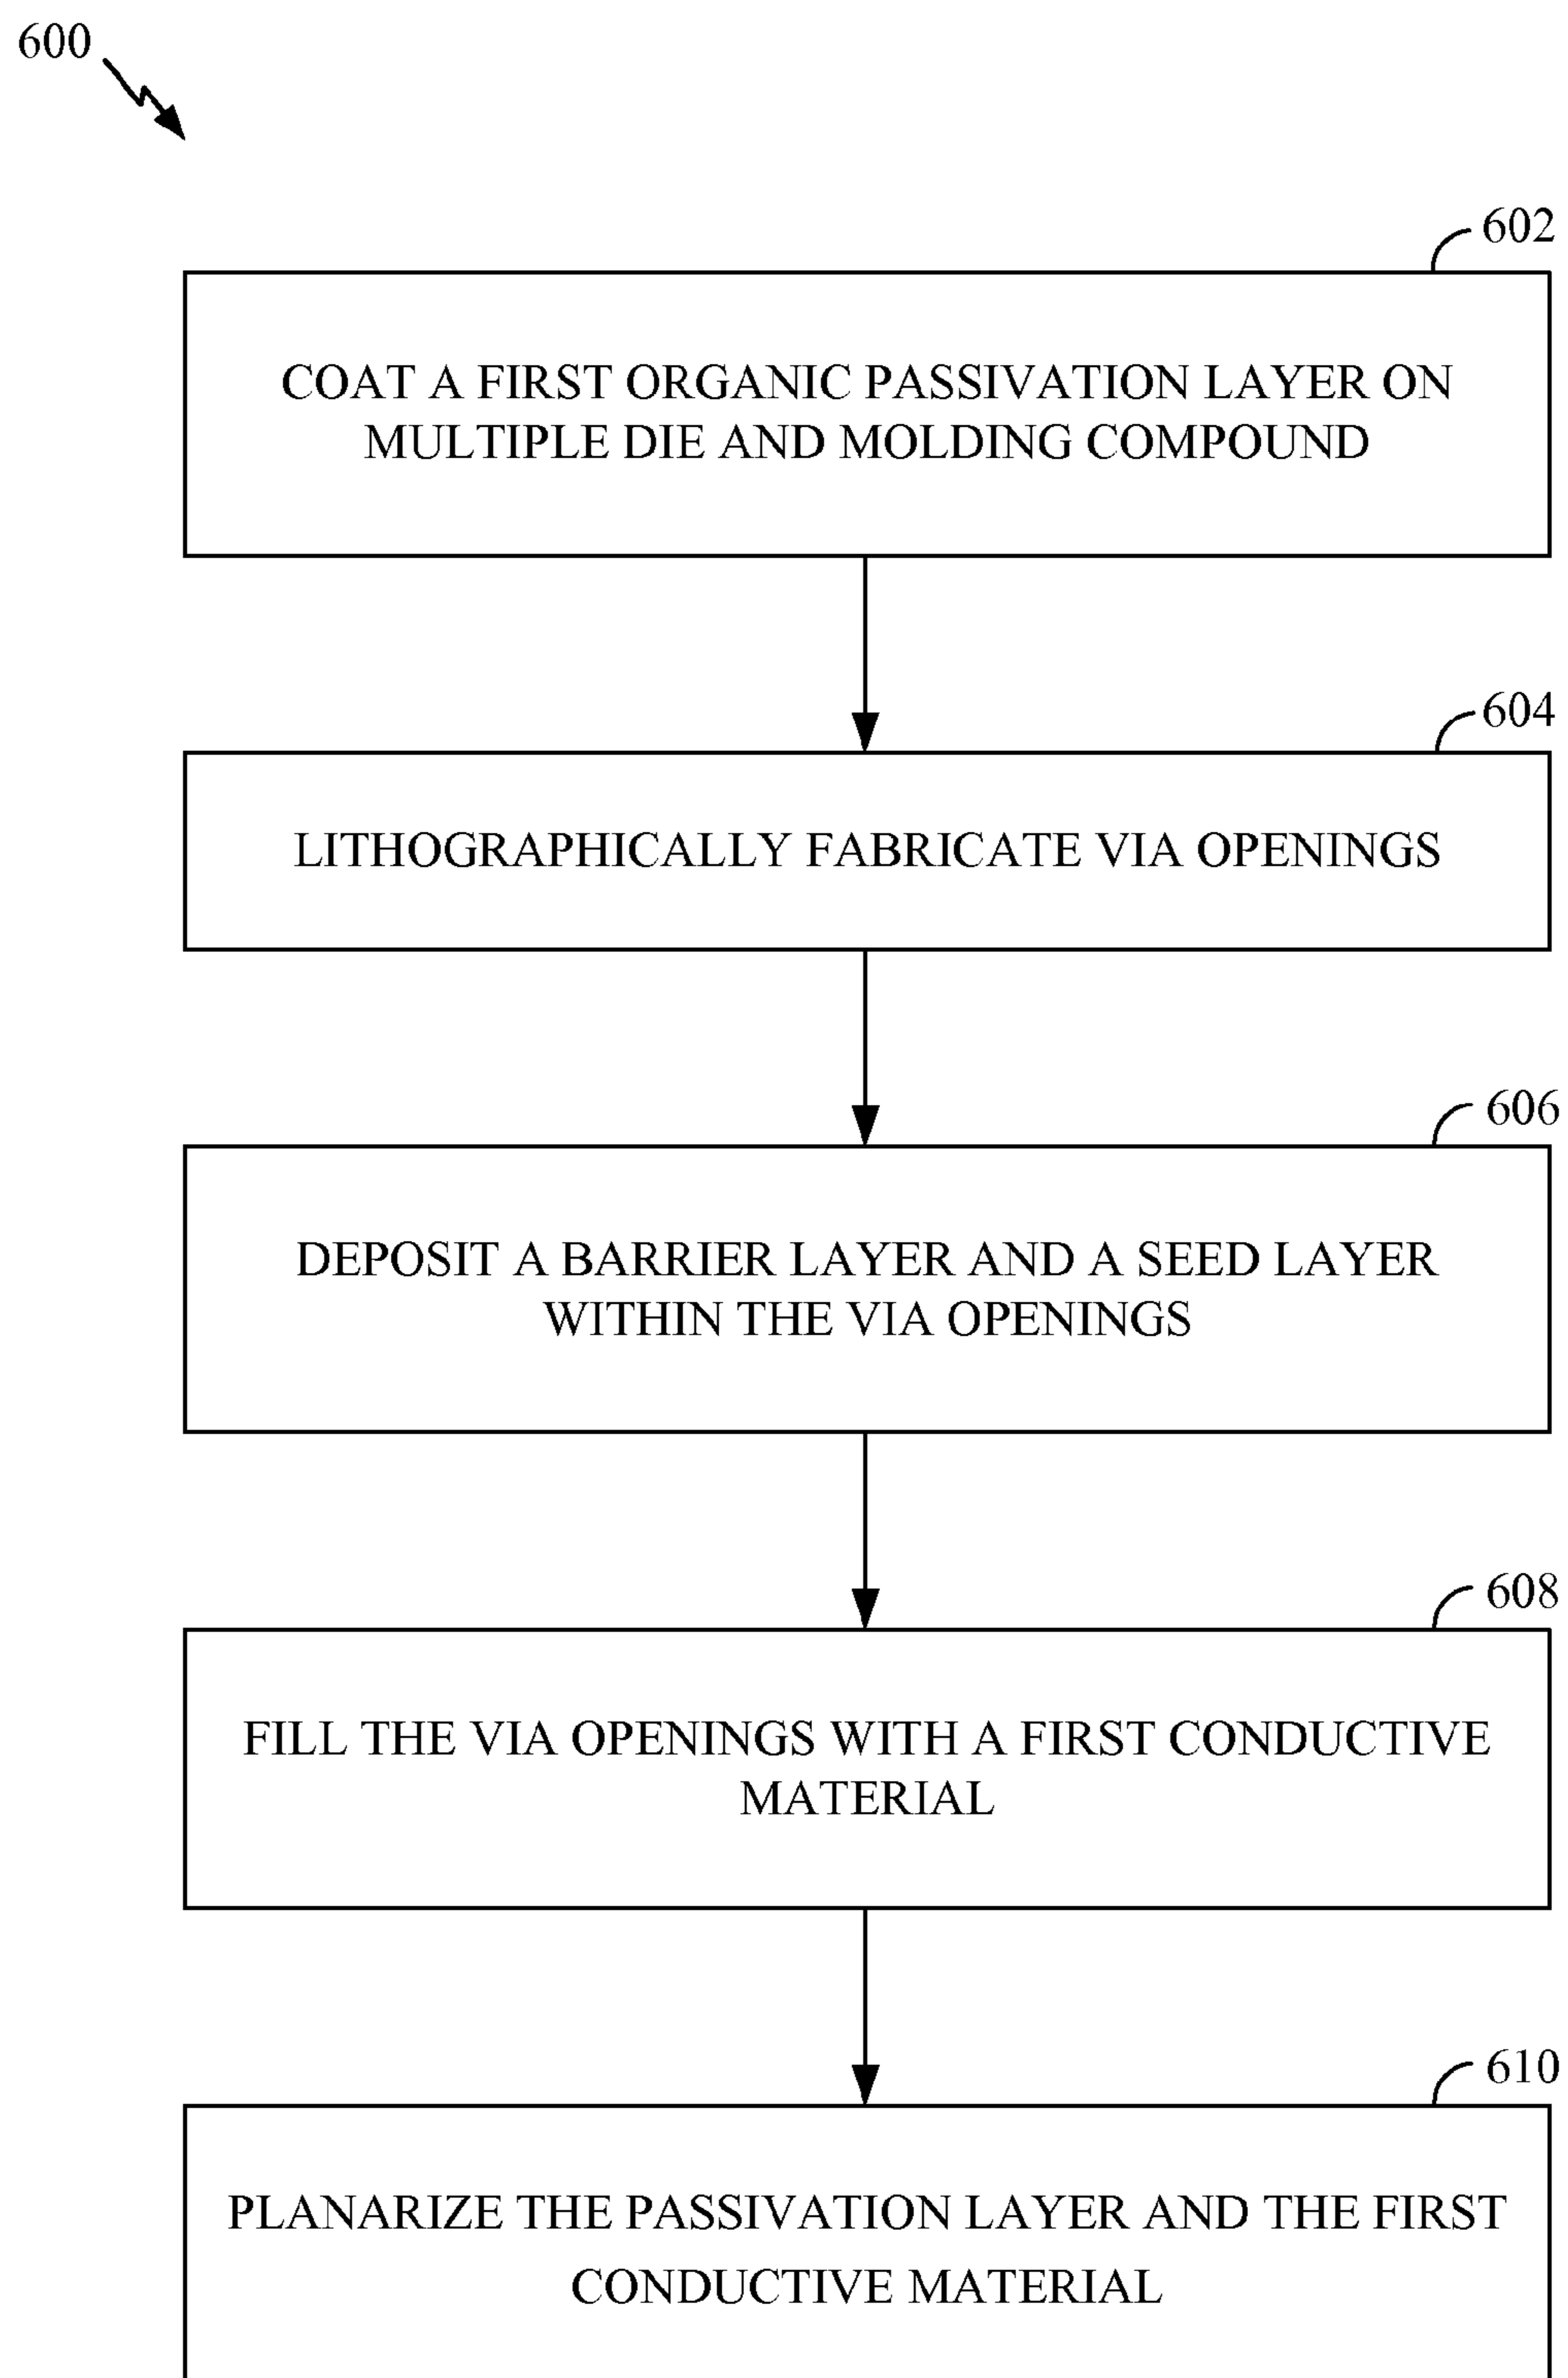 600
602
COAT A FIRST ORGANIC PASSIVATION LAYER ON
MULTIPLE DIE AND MOLDING COMPOUND
604
LITHOGRAPHICALLY FABRICATE VIA OPENINGS
606
DEPOSIT A BARRIER LAYER AND A SEED LAYER
WITHIN THE VIA OPENINGS
608
FILL THE VIA OPENINGS WITH A FIRST CONDUCTIVE
MATERIAL
610
PLANARIZE THE PASSIVATION LAYER AND THE FIRST
CONDUCTIVE MATERIAL